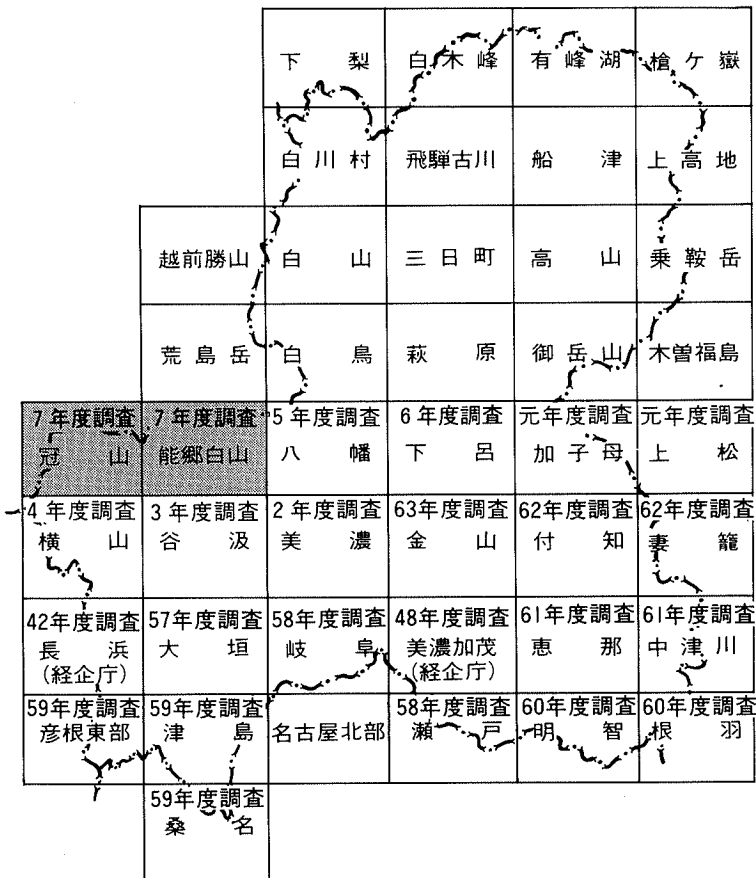 下梨 白木峰 有峰湖 槍ケ嶽
白川村 飛騨古川 船津 上高地
越前勝山 白山 三日町 高山 乗鞍岳
荒島岳 白鳥 萩原 御岳山 木曽福島
7年度調査 7年度調査 5年度調査 6年度調査 元年度調査 元年度調査
冠山 能郷白山 八幡 下呂 加子母 上松
4年度調査 3年度調査 2年度調査 63年度調査 62年度調査 62年度調査
横山 谷汲 美濃 金山 付知 妻籠
42年度調査 57年度調査 58年度調査 48年度調査 61年度調査 61年度調査
長浜 大垣 岐阜 美濃加茂 恵那 中津川
(経企庁) (経企庁)
59年度調査 59年度調査 58年度調査 60年度調査 60年度調査
彦根東部 津島 名古屋北部 瀬戸 明智 根羽
59年度調査
桑名